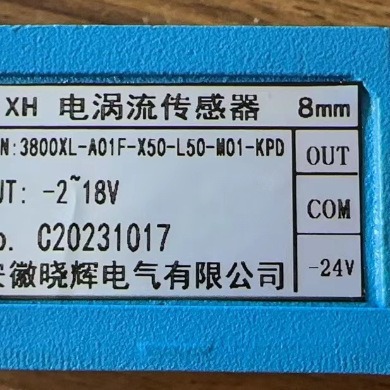 XH 电涡流传感器 8mm
N:3800XL-A01F-X50-L50-M01-KPD
OUT
UT: -2~18V
COM
o. C20231017
安徽晓辉电气有限公司
-24V